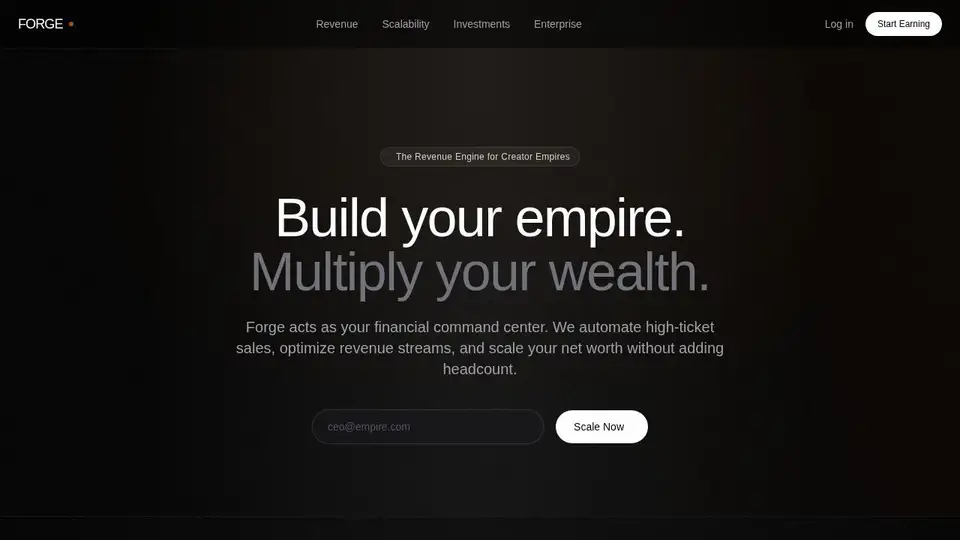 FORGE
Revenue
Scalability
Investments
Enterprise
Log in
Start Earning
The Revenue Engine for Creator Empires
Build your empire.
Multiply your wealth.
Forge acts as your financial command center. We automate high-ticket
sales, optimize revenue streams, and scale your net worth without adding
headcount.
ceo@empire.com
Scale Now